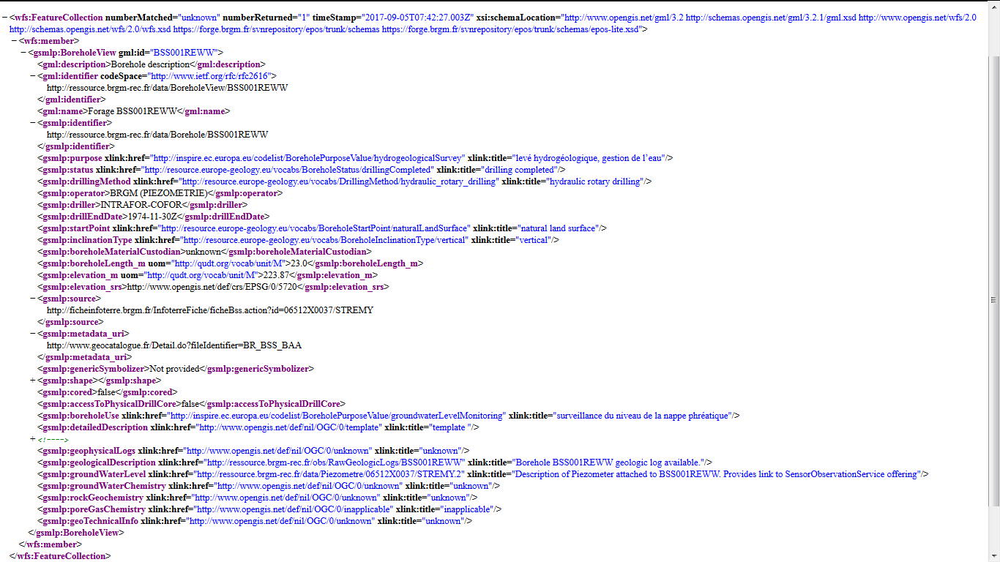 −<wfs:FeatureCollection numberMatched="unknown" numberReturned="1" timeStamp="2017-09-05T07:42:27.003Z" xsi:schemaLocation="http://www.opengis.net/gml/3.2 http://schemas.opengis.net/gml/3.2.1/gml.xsd http://www.opengis.net/wfs/2.0
http://schemas.opengis.net/wfs/2.0/wfs.xsd https://forge.brgm.fr/svnrepository/epos/trunk/schemas https://forge.brgm.fr/svnrepository/epos/trunk/schemas/epos-lite.xsd">
−<wfs:member>
−<gsmlp:BoreholeView gml:id="BSS001REWW">
<gml:description>Borehole description</gml:description>
−<gml:identifier codeSpace="http://www.ietf.org/rfc/rfc2616">
http://ressource.brgm-rec.fr/data/BoreholeView/BSS001REWW
</gml:identifier>
<gml:name>Forage BSS001REWW</gml:name>
−<gsmlp:identifier>
http://ressource.brgm-rec.fr/data/Borehole/BSS001REWW
</gsmlp:identifier>
<gsmlp:purpose xlink:href="http://inspire.ec.europa.eu/codelist/BoreholePurposeValue/hydrogeologicalSurvey" xlink:title="levé hydrogéologique, gestion de l’eau"/>
<gsmlp:status xlink:href="http://resource.europe-geology.eu/vocabs/BoreholeStatus/drillingCompleted" xlink:title="drilling completed"/>
<gsmlp:drillingMethod xlink:href="http://resource.europe-geology.eu/vocabs/DrillingMethod/hydraulic_rotary_drilling" xlink:title="hydraulic rotary drilling"/>
<gsmlp:operator>BRGM (PIEZOMETRIE)</gsmlp:operator>
<gsmlp:driller>INTRAFOR-COFOR</gsmlp:driller>
<gsmlp:drillEndDate>1974-11-30Z</gsmlp:drillEndDate>
<gsmlp:startPoint xlink:href="http://resource.europe-geology.eu/vocabs/BoreholeStartPoint/naturalLandSurface" xlink:title="natural land surface"/>
<gsmlp:inclinationType xlink:href="http://resource.europe-geology.eu/vocabs/BoreholeInclinationType/vertical" xlink:title="vertical"/>
<gsmlp:boreholeMaterialCustodian>unknown</gsmlp:boreholeMaterialCustodian>
<gsmlp:boreholeLength_m uom="http://qudt.org/vocab/unit/M">23.0</gsmlp:boreholeLength_m>
<gsmlp:elevation_m uom="http://qudt.org/vocab/unit/M">223.87</gsmlp:elevation_m>
<gsmlp:elevation_srs>http://www.opengis.net/def/crs/EPSG/0/5720</gsmlp:elevation_srs>
−<gsmlp:source>
http://ficheinfoterre.brgm.fr/InfoterreFiche/ficheBss.action?id=06512X0037/STREMY
</gsmlp:source>
−<gsmlp:metadata_uri>
http://www.geocatalogue.fr/Detail.do?fileIdentifier=BR_BSS_BAA
</gsmlp:metadata_uri>
<gsmlp:genericSymbolizer>Not provided</gsmlp:genericSymbolizer>
+<gsmlp:shape></gsmlp:shape>
<gsmlp:cored>false</gsmlp:cored>
<gsmlp:accessToPhysicalDrillCore>false</gsmlp:accessToPhysicalDrillCore>
<gsmlp:boreholeUse xlink:href="http://inspire.ec.europa.eu/codelist/BoreholePurposeValue/groundwaterLevelMonitoring" xlink:title="surveillance du niveau de la nappe phréatique"/>
<gsmlp:detailedDescription xlink:href="http://www.opengis.net/def/nil/OGC/0/template" xlink:title="template "/>
+<!---->
<gsmlp:geophysicalLogs xlink:href="http://www.opengis.net/def/nil/OGC/0/unknown" xlink:title="unknown"/>
<gsmlp:geologicalDescription xlink:href="http://ressource.brgm-rec.fr/obs/RawGeologicLogs/BSS001REWW" xlink:title="Borehole BSS001REWW geologic log available."/>
<gsmlp:groundWaterLevel xlink:href="http://ressource.brgm-rec.fr/data/Piezometre/06512X0037/STREMY.2" xlink:title="Description of Piezometer attached to BSS001REWW. Provides link to SensorObservationService offering"/>
<gsmlp:groundWaterChemistry xlink:href="http://www.opengis.net/def/nil/OGC/0/unknown" xlink:title="unknown"/>
<gsmlp:rockGeochemistry xlink:href="http://www.opengis.net/def/nil/OGC/0/unknown" xlink:title="unknown"/>
<gsmlp:poreGasChemistry xlink:href="http://www.opengis.net/def/nil/OGC/0/inapplicable" xlink:title="inapplicable"/>
<gsmlp:geoTechnicalInfo xlink:href="http://www.opengis.net/def/nil/OGC/0/unknown" xlink:title="unknown"/>
</gsmlp:BoreholeView>
</wfs:member>
</wfs:FeatureCollection>